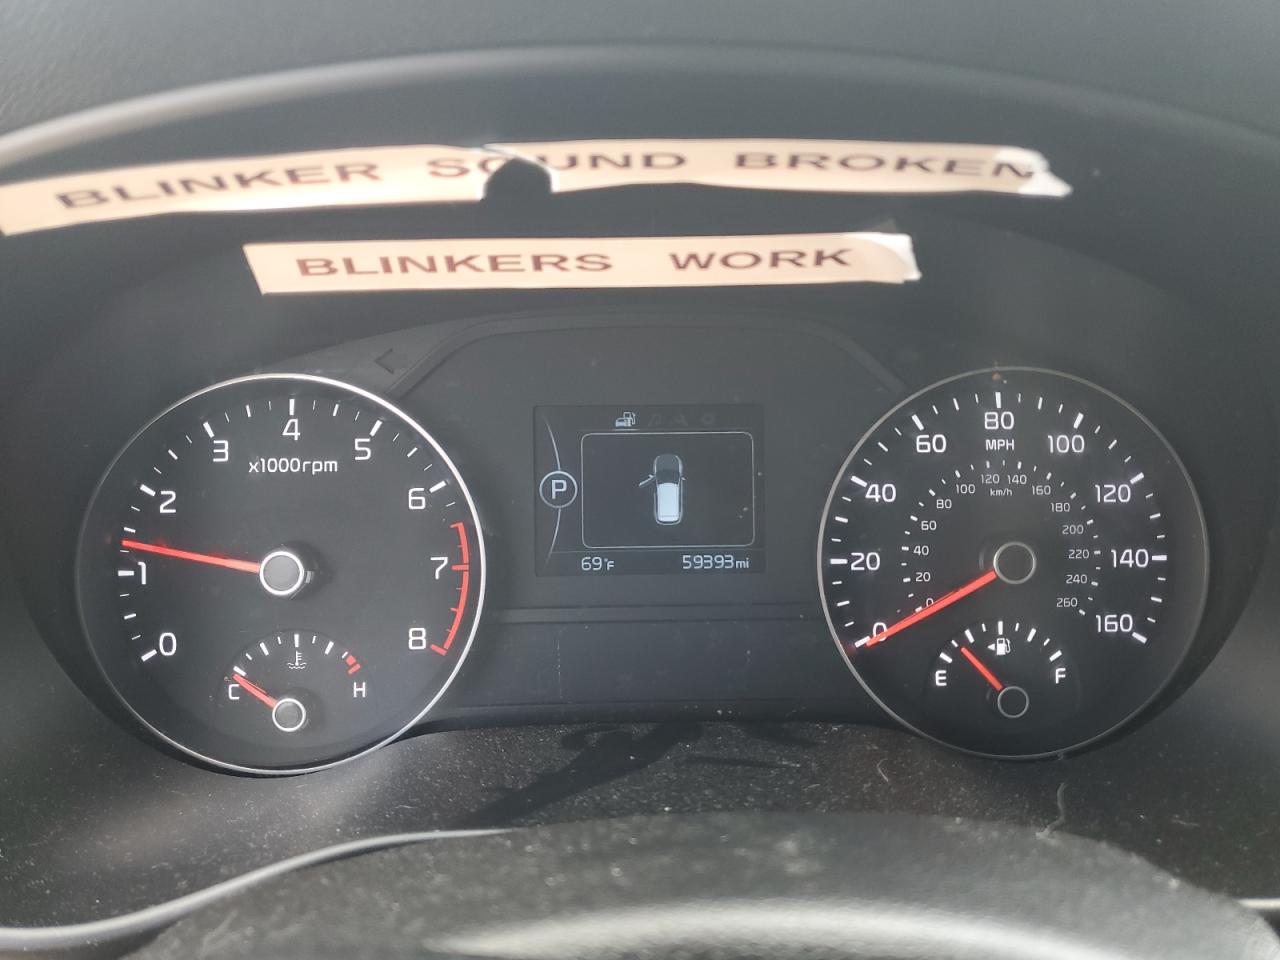 BLINKER SOUND BROKEN
BLINKERS WORK
0 1 2 3 4 5 6 7 8
x1000rpm
C H
P
69°F 59393mi
0 20 40 60 80 100 120 140 160
MPH
0 20 40 60 80 100 120 140 160 180 200 220 240 260
km/h
E F